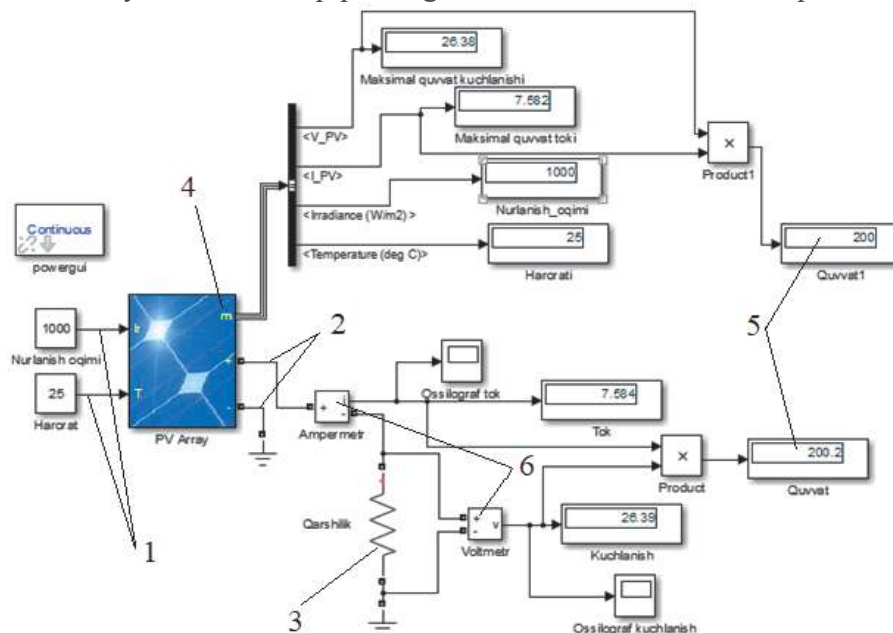 26.38
Maksimal quvvat kuchlanishi
7.582
<V_PV>
Maksimal quvvat toki
×
Product1
<I_PV>
1000
4
Nurlanish_oqimi
<Irradiance (W/m2) >
Continuous
powergui
25
200
<Temperature (deg C)>
Harorati
Quvvat1
m
1000
Ir
2
5
Nurlanish oqimi
+
25
T
-
Harorat
PV Array
Ossilograf tok
+
i
-
7.584
Ampermetr
Tok
×
200.2
6
Product
Quvvat
+
Qarshilik
+
-
v
26.39
1
Voltmetr
Kuchlanish
3
Ossilograf kuchlanish